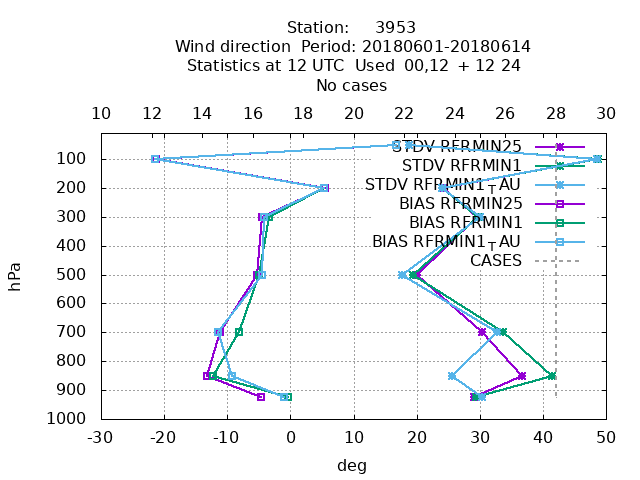 Station: 3953
Wind direction Period: 20180601-20180614
Statistics at 12 UTC Used 00,12 + 12 24
No cases
10 12 14 16 18 20 22 24 26 28 30
STDV RFRMIN25
STDV RFRMIN1
STDV RFRMIN1_TAU
BIAS RFRMIN25
BIAS RFRMIN1
BIAS RFRMIN1_TAU
CASES
100
200
300
400
500
600
700
800
900
1000
hPa
-30 -20 -10 0 10 20 30 40 50
deg